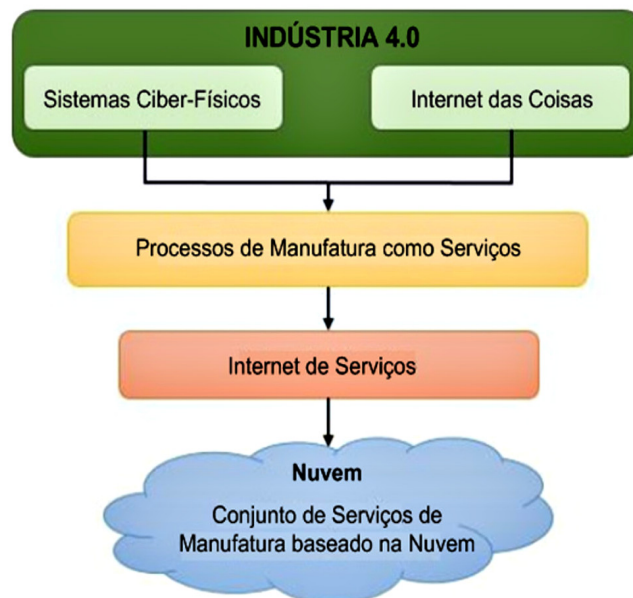 INDÚSTRIA 4.0
Sistemas Ciber-Físicos
Internet das Coisas
Processos de Manufatura como Serviços
Internet de Serviços
Nuvem
Conjunto de Serviços de
Manufatura baseado na Nuvem